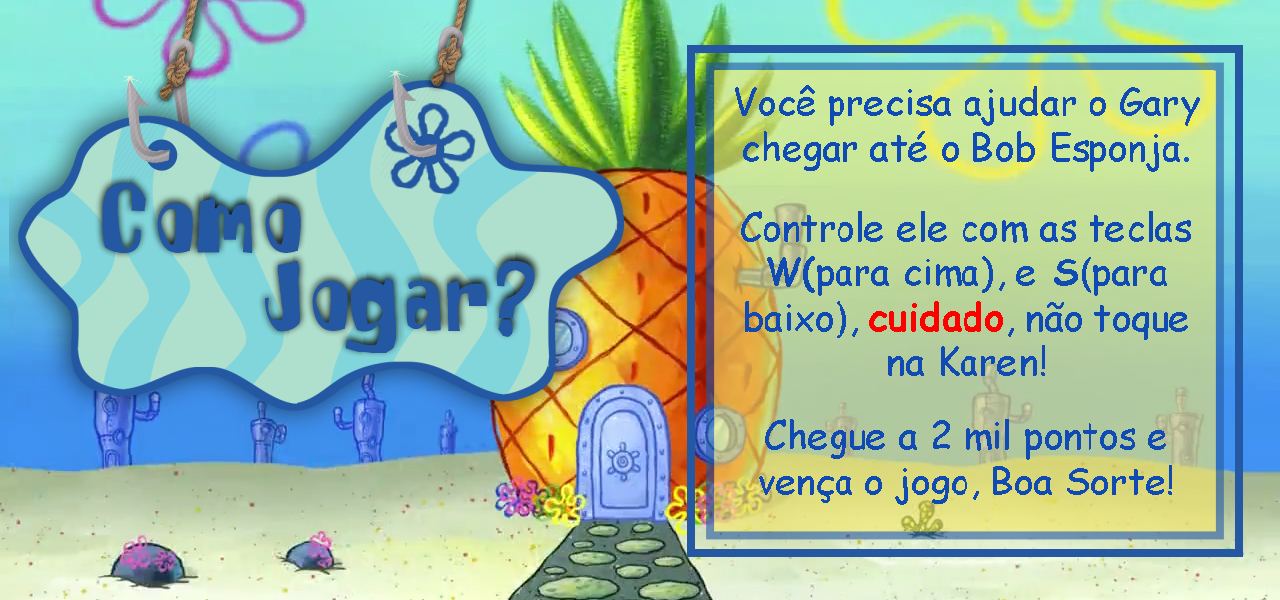 Como
Jogar?
Você precisa ajudar o Gary
chegar até o Bob Esponja.
Controle ele com as teclas
W(para cima), e S(para
baixo), cuidado, não toque
na Karen!
Chegue a 2 mil pontos e
vença o jogo, Boa Sorte!